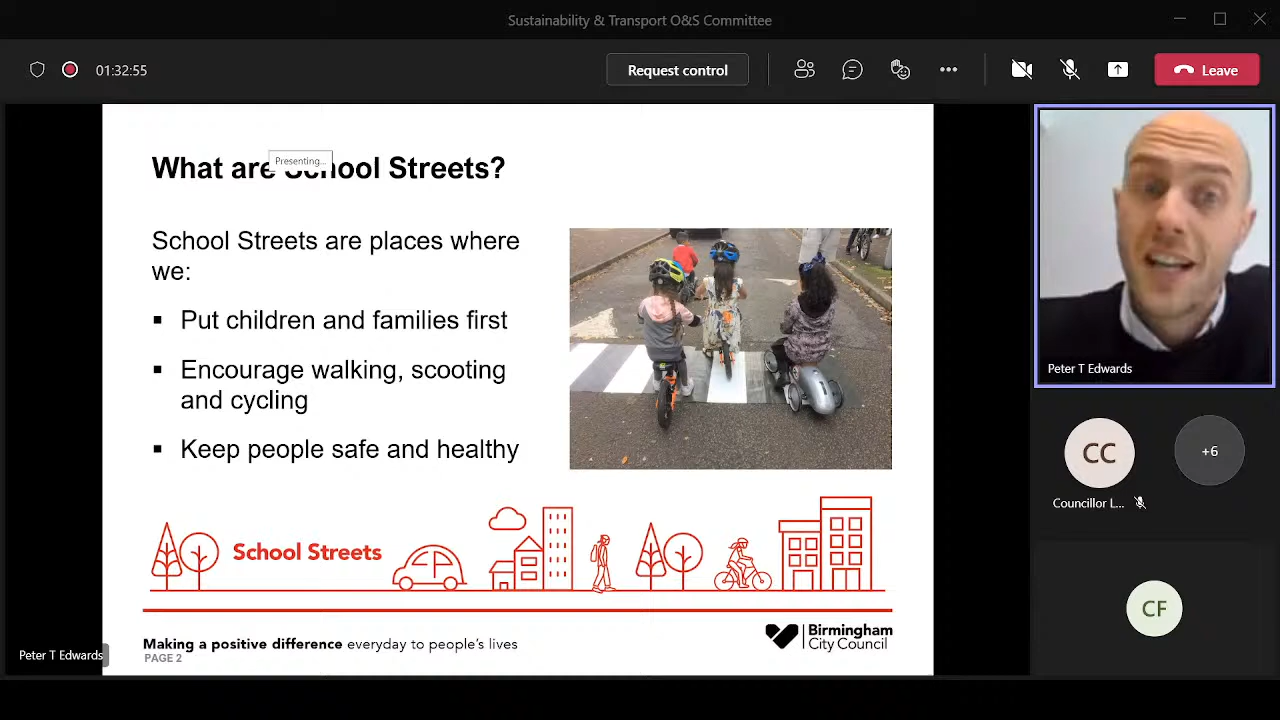 Sustainability & Transport O&S Committee
01:32:55
Request control
Leave
What are School Streets?
Presenting...
School Streets are places where
we:
▪ Put children and families first
▪ Encourage walking, scooting
and cycling
▪ Keep people safe and healthy
School Streets
Making a positive difference everyday to people's lives
PAGE 2
Birmingham
City Council
Peter T Edwards
Peter T Edwards
CC
+6
Councillor L...
CF